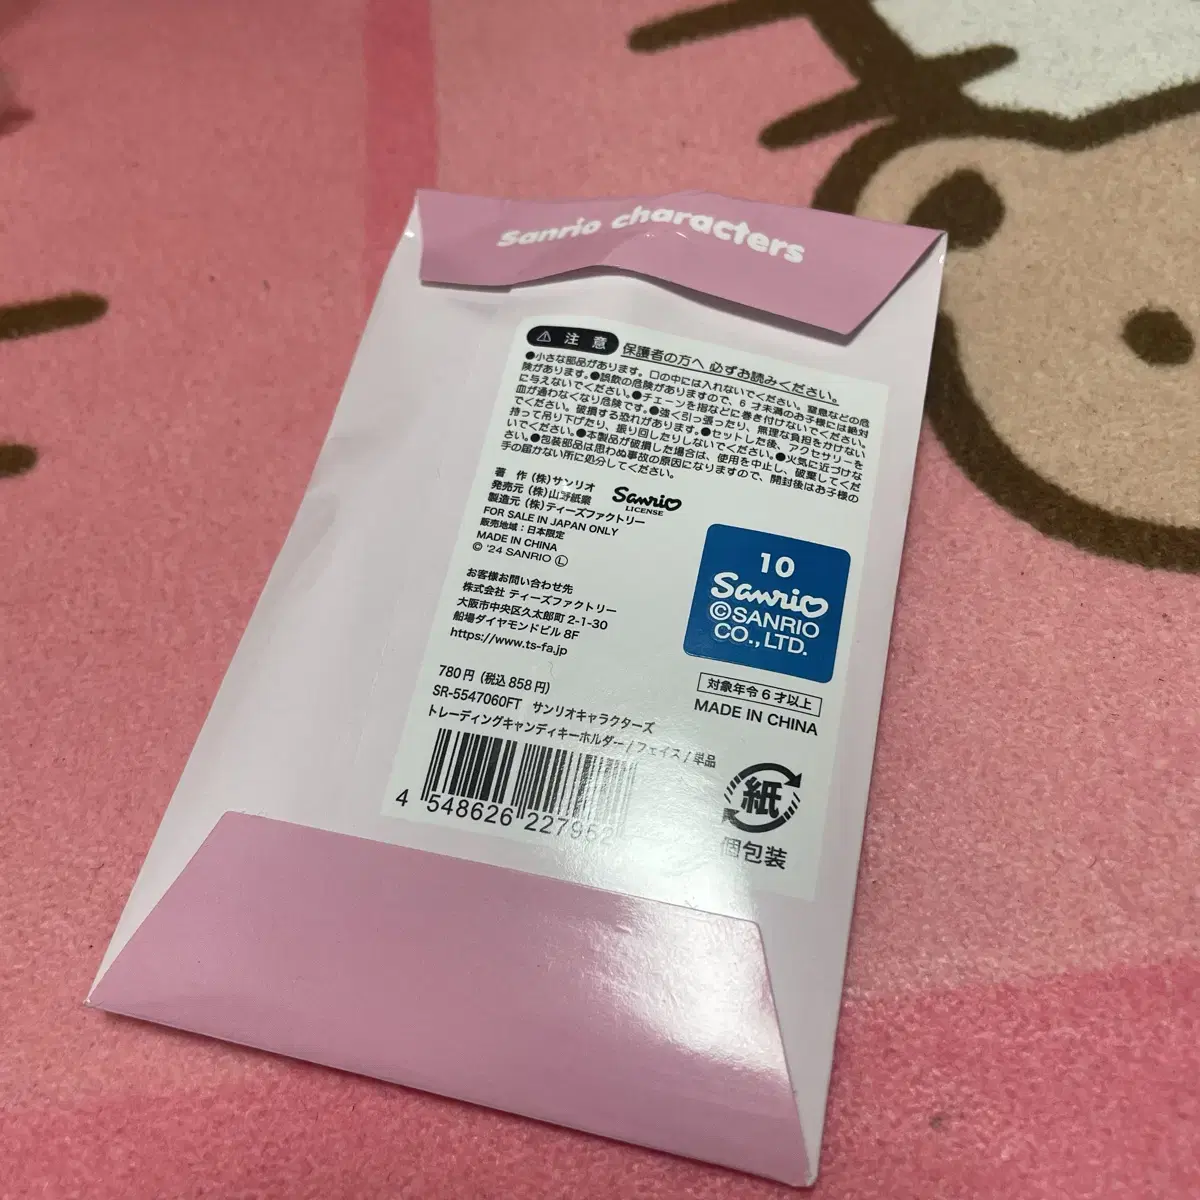 Sanrio characters
⚠ 注意 保護者の方へ 必ずお読みください。
●小さな部品があります。口の中には入れないでください。窒息などの危
険があります。●誤飲の危険がありますので、6才未満のお子様には絶対
に与えないでください。●チェーンを指などに巻き付けないでください。
血が通わなくなり危険です。●強く引っ張ったり、無理な負担をかけない
でください。破損する恐れがあります。●セットした後、アクセサリーを
持って吊り下げたり、振り回したりしないでください。●火気に近づけな
いでください。●本製品が破損した場合は、使用を中止し、破棄してくだ
さい。●包装部品は思わぬ事故の原因になりますので、開封後はお子様の
手の届かない所に処分してください。
著 作 (株)サンリオ
発売元 (株)山野紙業
製造元 (株)ティーズファクトリー
Sanrio
LICENSE
FOR SALE IN JAPAN ONLY
販売地域:日本限定
MADE IN CHINA
© '24 SANRIO Ⓛ
お客様お問い合わせ先
株式会社 ティーズファクトリー
大阪市中央区久太郎町 2-1-30
船場ダイヤモンドビル 8F
https://www.ts-fa.jp
10
Sanrio
©SANRIO
CO.,LTD.
対象年令6才以上
MADE IN CHINA
780円 (税込858円)
SR-5547060FT サンリオキャラクターズ
トレーディングキャンディキーホルダー/フェイス/単品
4 548626 227952
紙
個包装